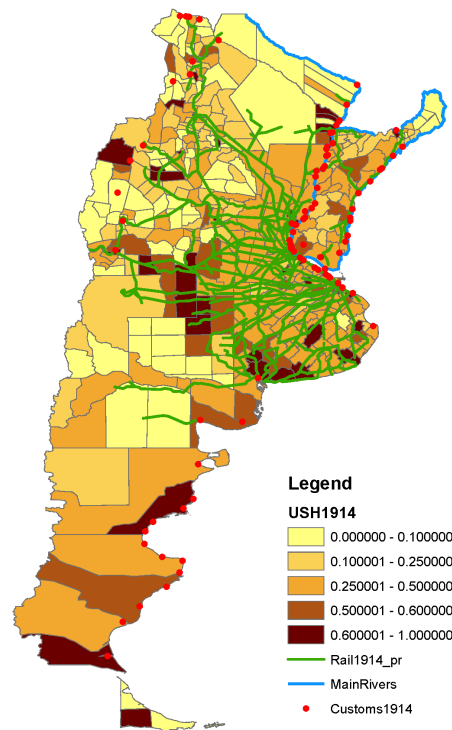 Legend
USH1914
0.000000 - 0.100000
0.100001 - 0.250000
0.250001 - 0.500000
0.500001 - 0.600000
0.600001 - 1.000000
Rail1914_pr
MainRivers
Customs1914